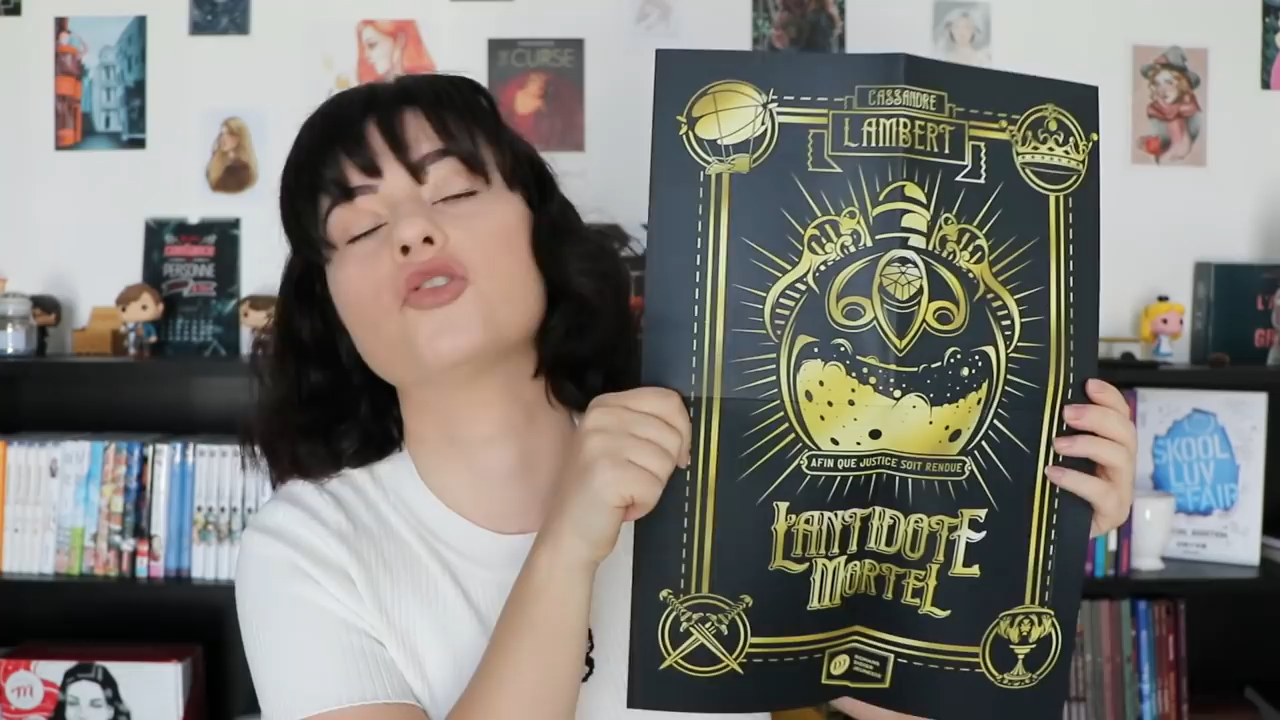 THE
CURSE
PERSONNE
CASSANDRE
LAMBERT
AFIN QUE JUSTICE SOIT RENDUE
L'ANTIDOTE
MORTEL
SKOOL
LUV
AFFAIR
m